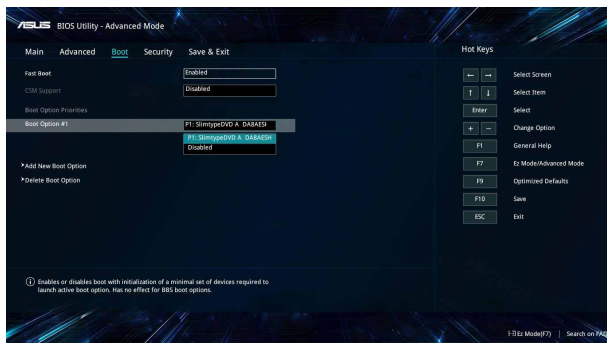 ASUS BIOS Utility - Advanced Mode
Main Advanced Boot Security Save & Exit
Fast Boot Enabled
CSM Support Disabled
Boot Option Priorities
Boot Option #1 P1: SlimtypeDVD A DA8AESH
P1: SlimtypeDVD A DA8AESH
Disabled
Add New Boot Option
Delete Boot Option
Enables or disables boot with initialization of a minimal set of devices required to
launch active boot option. Has no effect for BBS boot options.
Hot Keys
← → Select Screen
↑ ↓ Select Item
Enter Select
+ − Change Option
F1 General Help
F7 Ez Mode/Advanced Mode
F9 Optimized Defaults
F10 Save
ESC Exit
Ez Mode(F7) | Search on FAQ